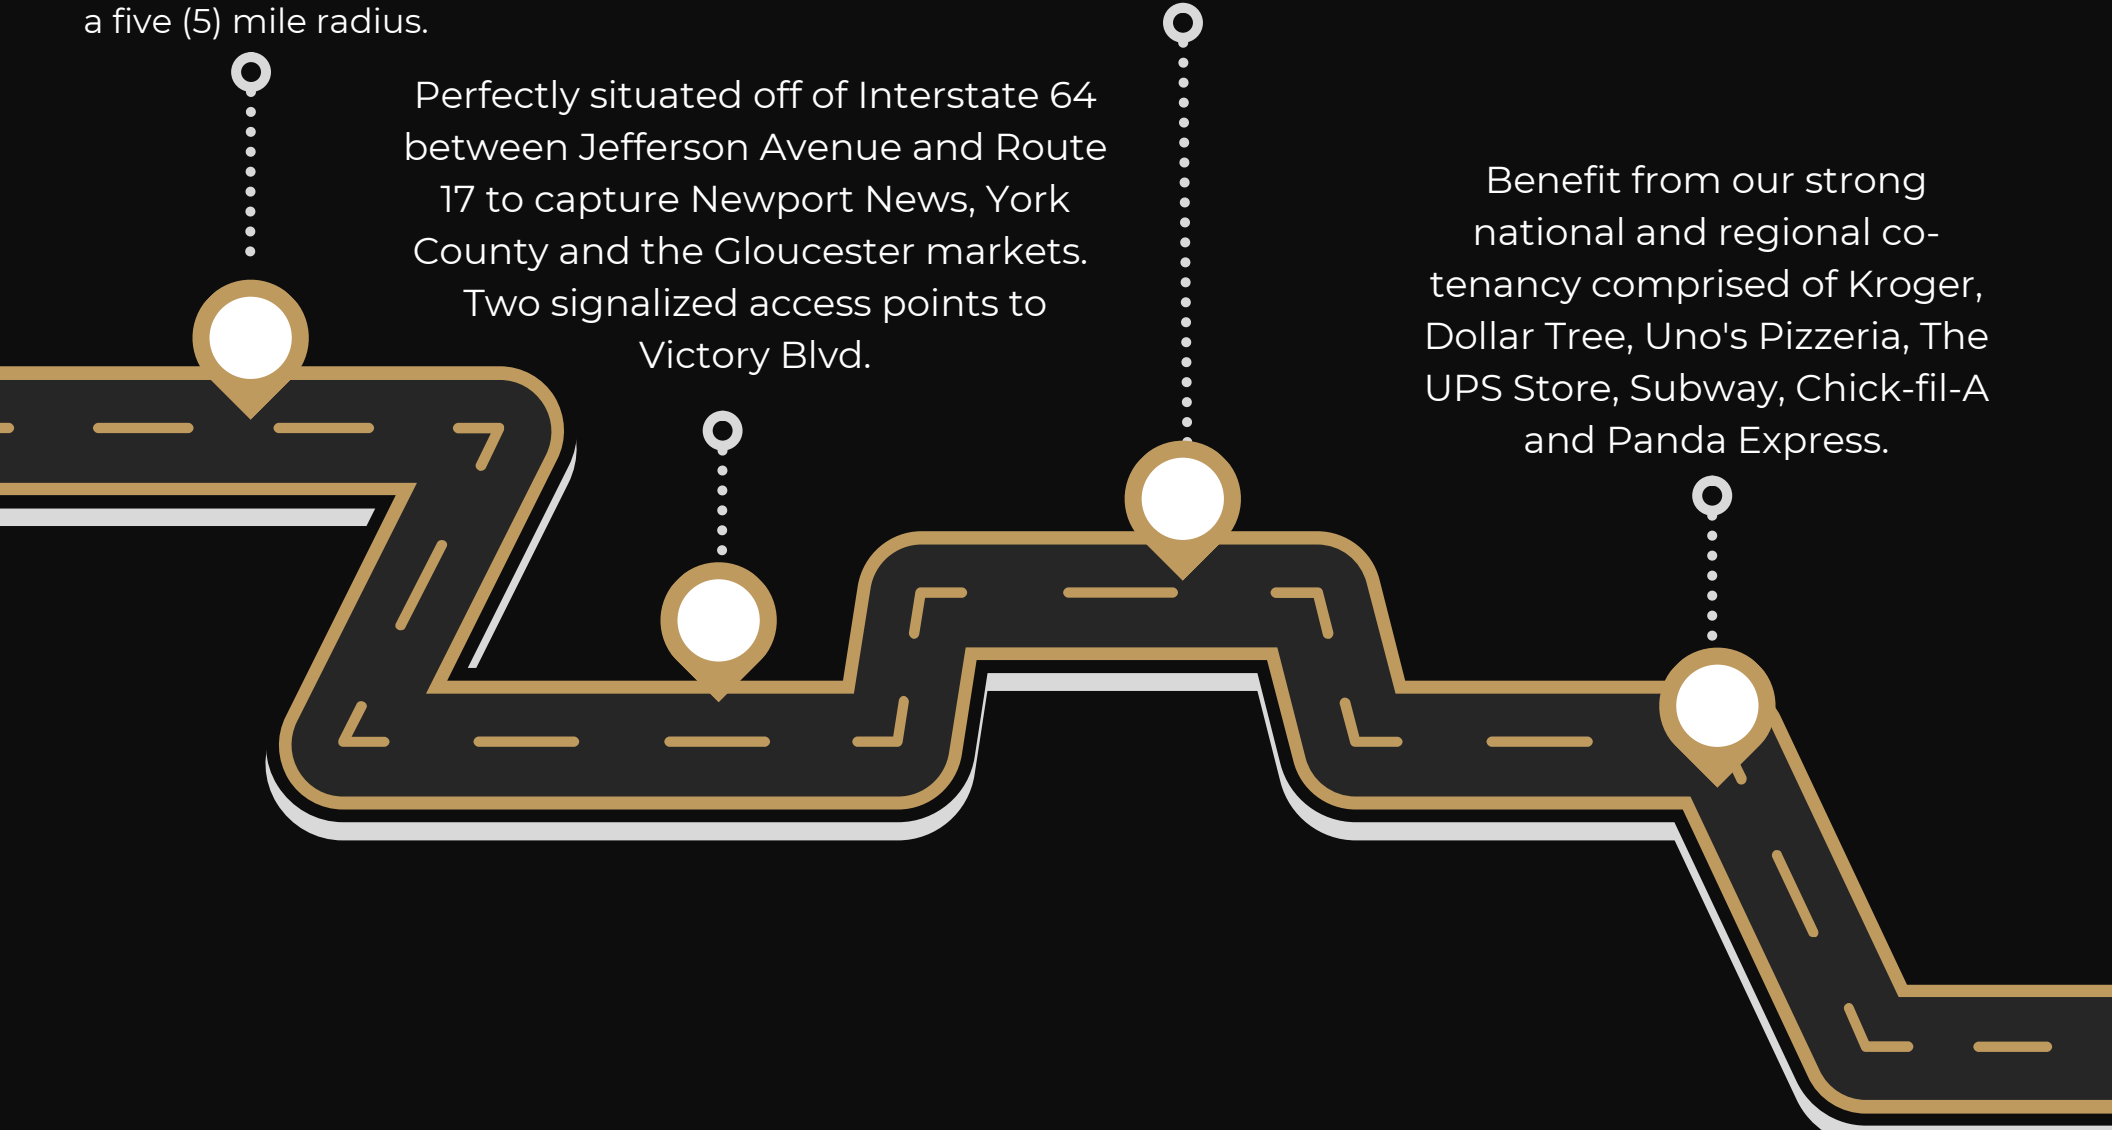 a five (5) mile radius.
Perfectly situated off of Interstate 64
between Jefferson Avenue and Route
17 to capture Newport News, York
County and the Gloucester markets.
Two signalized access points to
Victory Blvd.
Benefit from our strong
national and regional co-
tenancy comprised of Kroger,
Dollar Tree, Uno's Pizzeria, The
UPS Store, Subway, Chick-fil-A
and Panda Express.